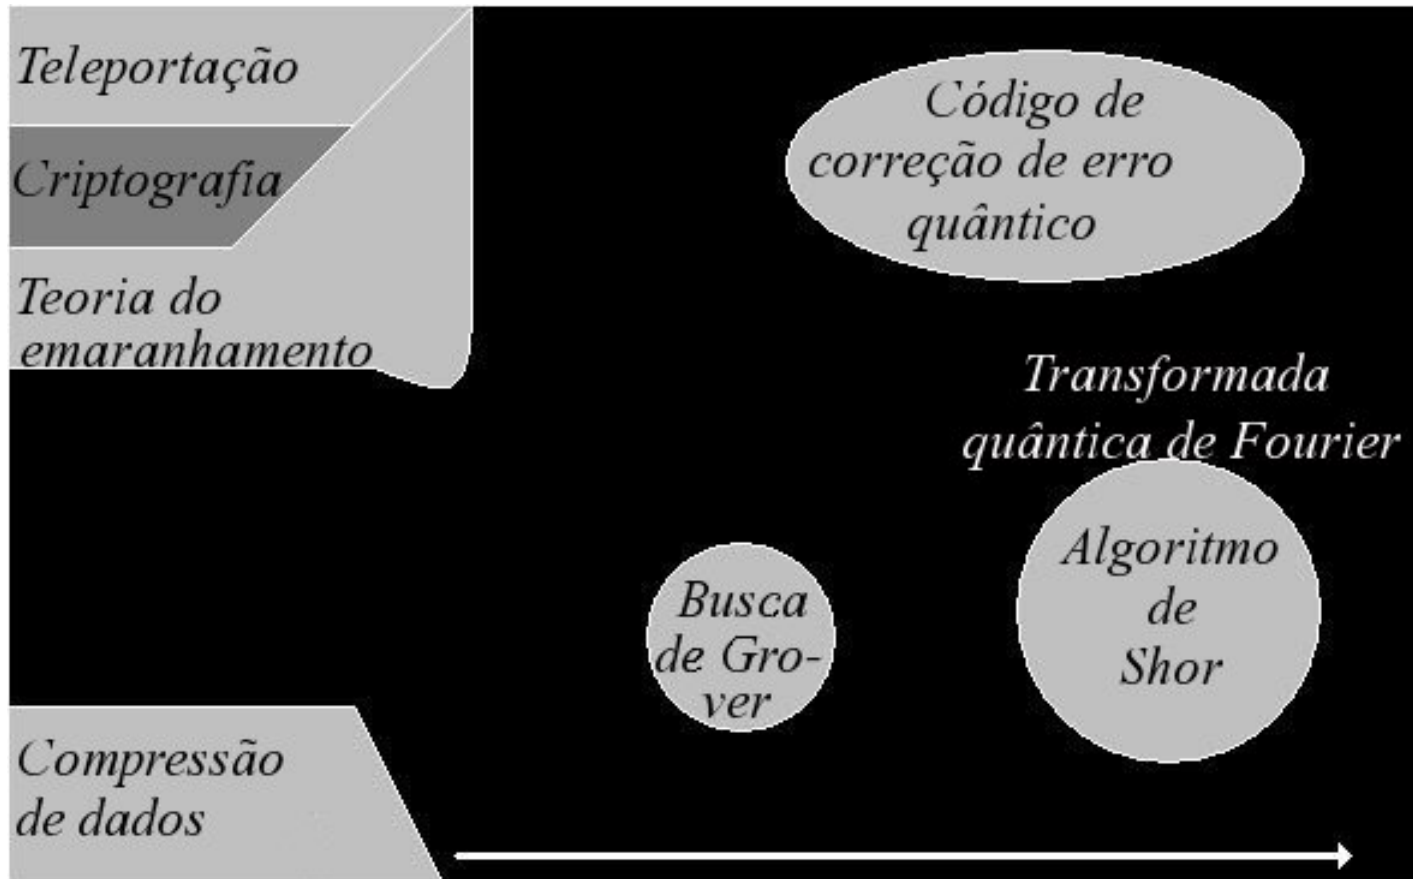 Teleportação
Criptografia
Teoria do
emaranhamento
Código de
correção de erro
quântico
Transformada
quântica de Fourier
Algoritmo
de
Shor
Busca
de Gro-
ver
Compressão
de dados